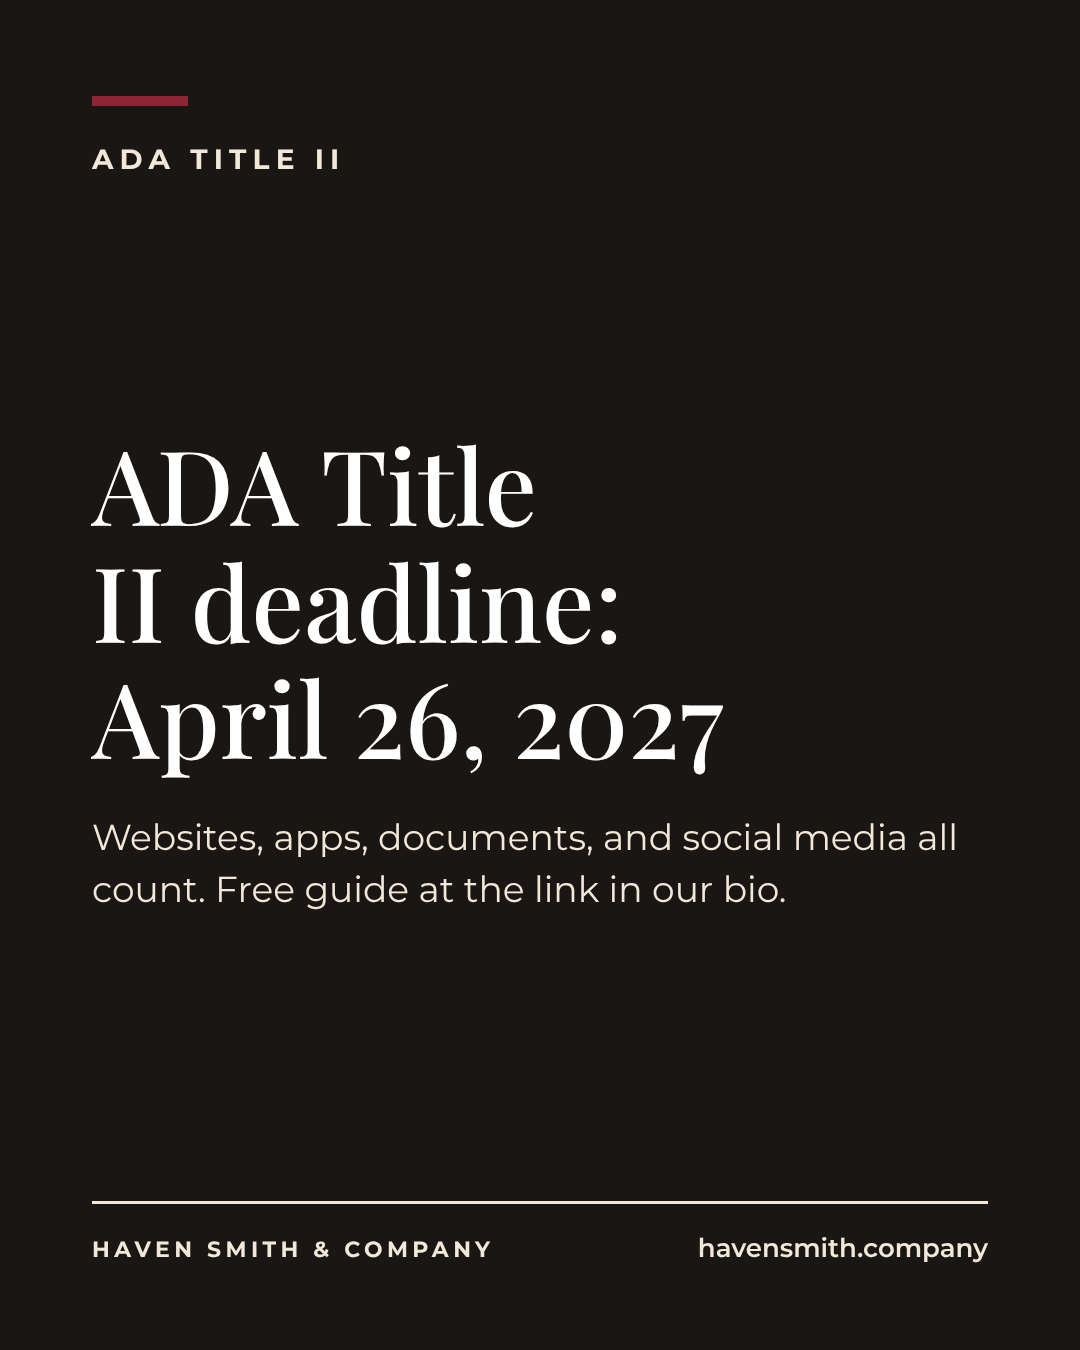 ADA TITLE II
ADA Title
II deadline:
April 26, 2027
Websites, apps, documents, and social media all
count. Free guide at the link in our bio.
HAVEN SMITH & COMPANY
havensmith.company